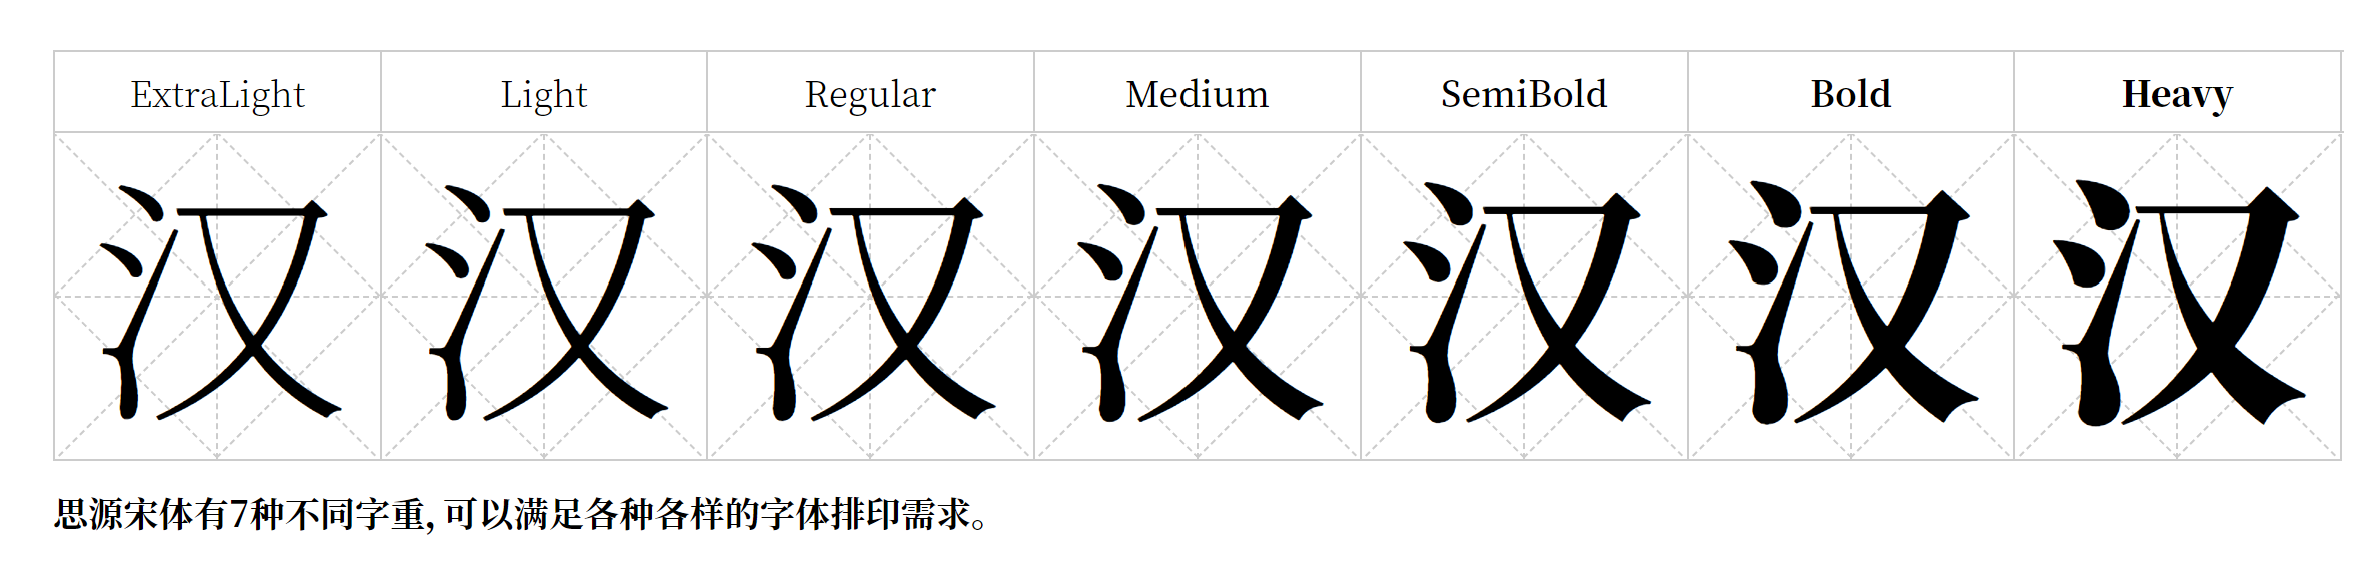 ExtraLight Light Regular Medium SemiBold Bold Heavy
汉 汉 汉 汉 汉 汉 汉
思源宋体有7种不同字重, 可以满足各种各样的字体排印需求。